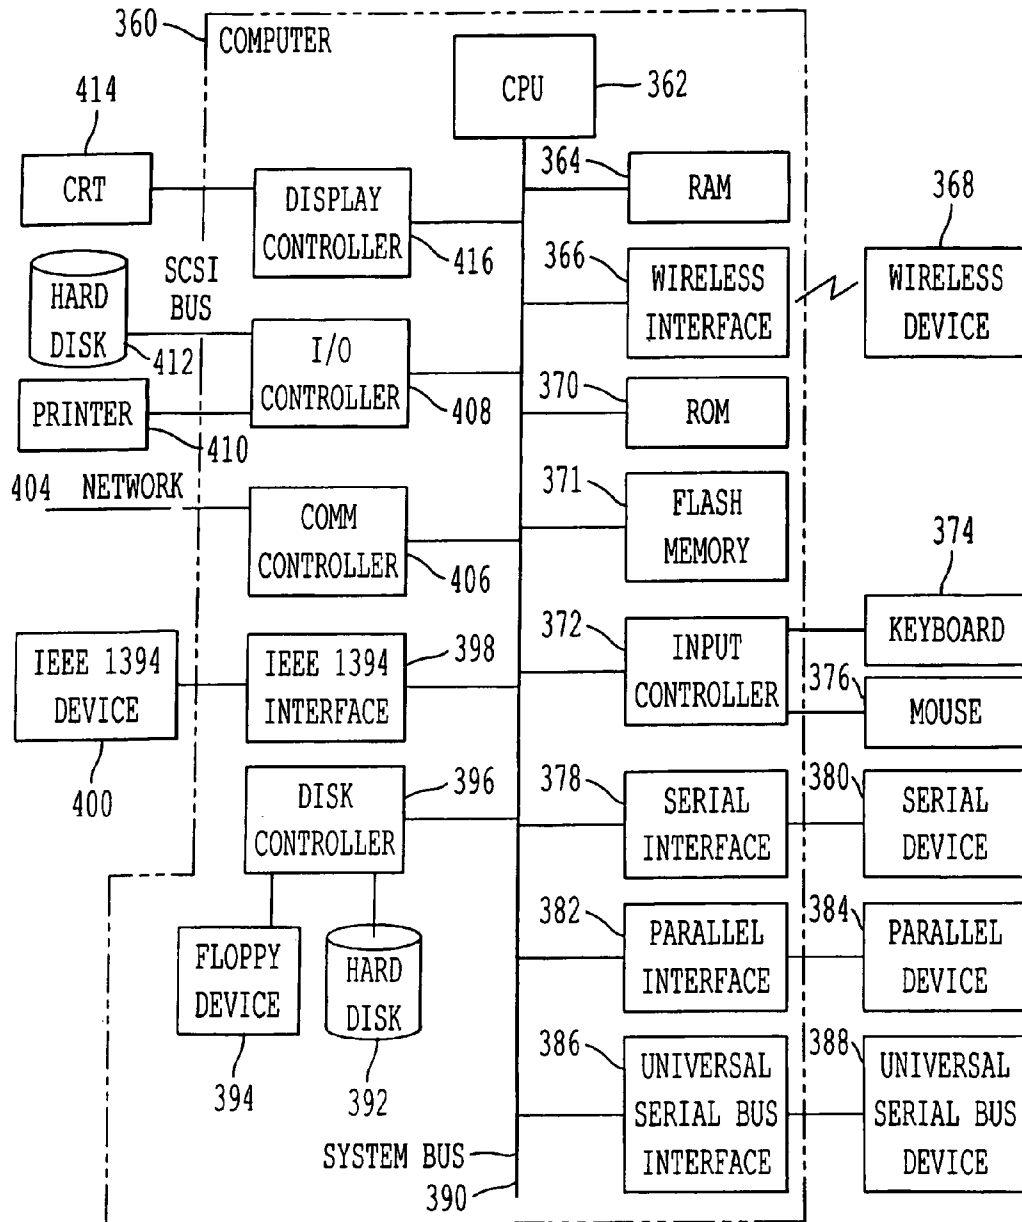 360
COMPUTER
414
CPU
362
CRT
DISPLAY
CONTROLLER
416
364
RAM
368
HARD
DISK
412
SCSI
BUS
366
WIRELESS
INTERFACE
WIRELESS
DEVICE
I/O
CONTROLLER
408
PRINTER
410
370
ROM
404 NETWORK
COMM
CONTROLLER
406
371
FLASH
MEMORY
374
IEEE 1394
DEVICE
400
IEEE 1394
INTERFACE
398
372
INPUT
CONTROLLER
KEYBOARD
376
MOUSE
DISK
CONTROLLER
396
378
SERIAL
INTERFACE
380
SERIAL
DEVICE
FLOPPY
DEVICE
394
HARD
DISK
392
382
PARALLEL
INTERFACE
384
PARALLEL
DEVICE
386
UNIVERSAL
SERIAL BUS
INTERFACE
388
UNIVERSAL
SERIAL BUS
DEVICE
SYSTEM BUS
390